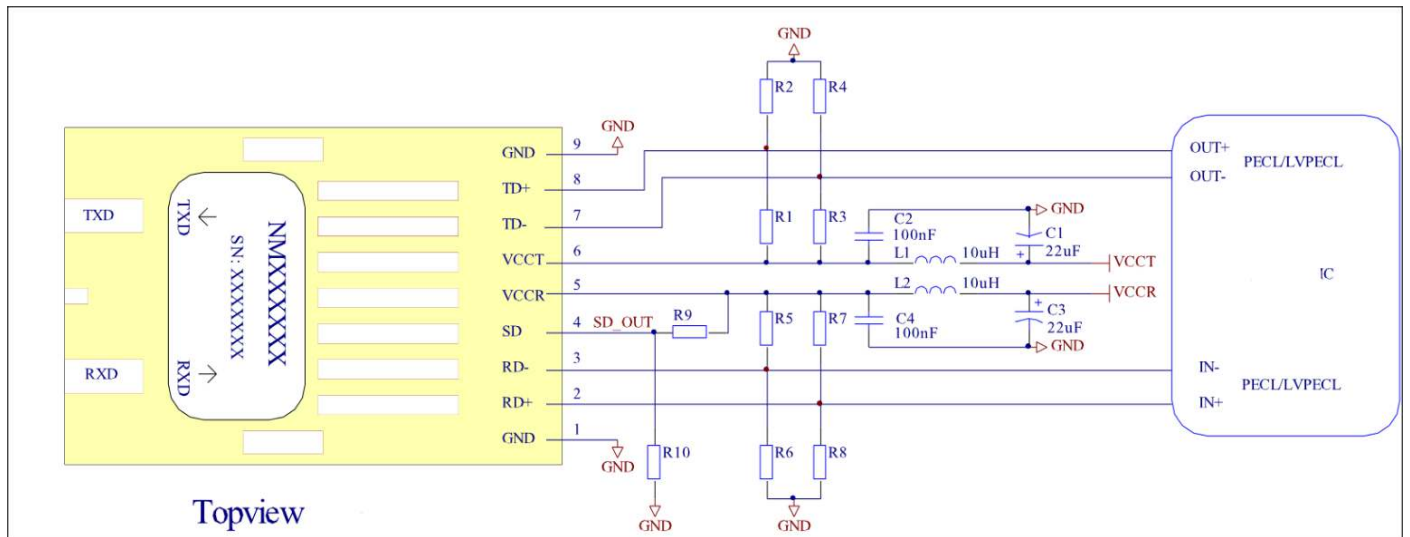 GND
R2
R4
GND
GND 9
TD+ 8
TD- 7
VCCT 6
VCCR 5
SD 4
RD- 3
RD+ 2
GND 1
TXD
RXD
TXD
RXD
NMXXXXXX
SN: XXXXXXX
R1
R3
C2
100nF
GND
C1
22uF
+
L1
10uH
VCCT
L2
10uH
VCCR
SD_OUT
R9
R5
R7
C4
100nF
+
C3
22uF
GND
R10
R6
R8
GND
GND
GND
OUT+
OUT-
PECL/LVPECL
IC
IN-
PECL/LVPECL
IN+
Topview